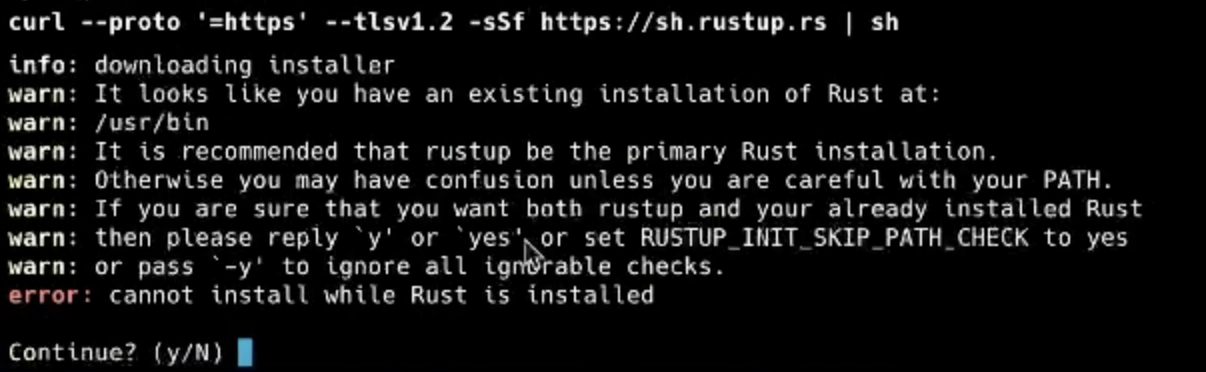 curl --proto '=https' --tlsv1.2 -sSf https://sh.rustup.rs | sh
info: downloading installer
warn: It looks like you have an existing installation of Rust at:
warn: /usr/bin
warn: It is recommended that rustup be the primary Rust installation.
warn: Otherwise you may have confusion unless you are careful with your PATH.
warn: If you are sure that you want both rustup and your already installed Rust
warn: then please reply `y' or `yes' or set RUSTUP_INIT_SKIP_PATH_CHECK to yes
warn: or pass `-y' to ignore all ignorable checks.
error: cannot install while Rust is installed
Continue? (y/N)